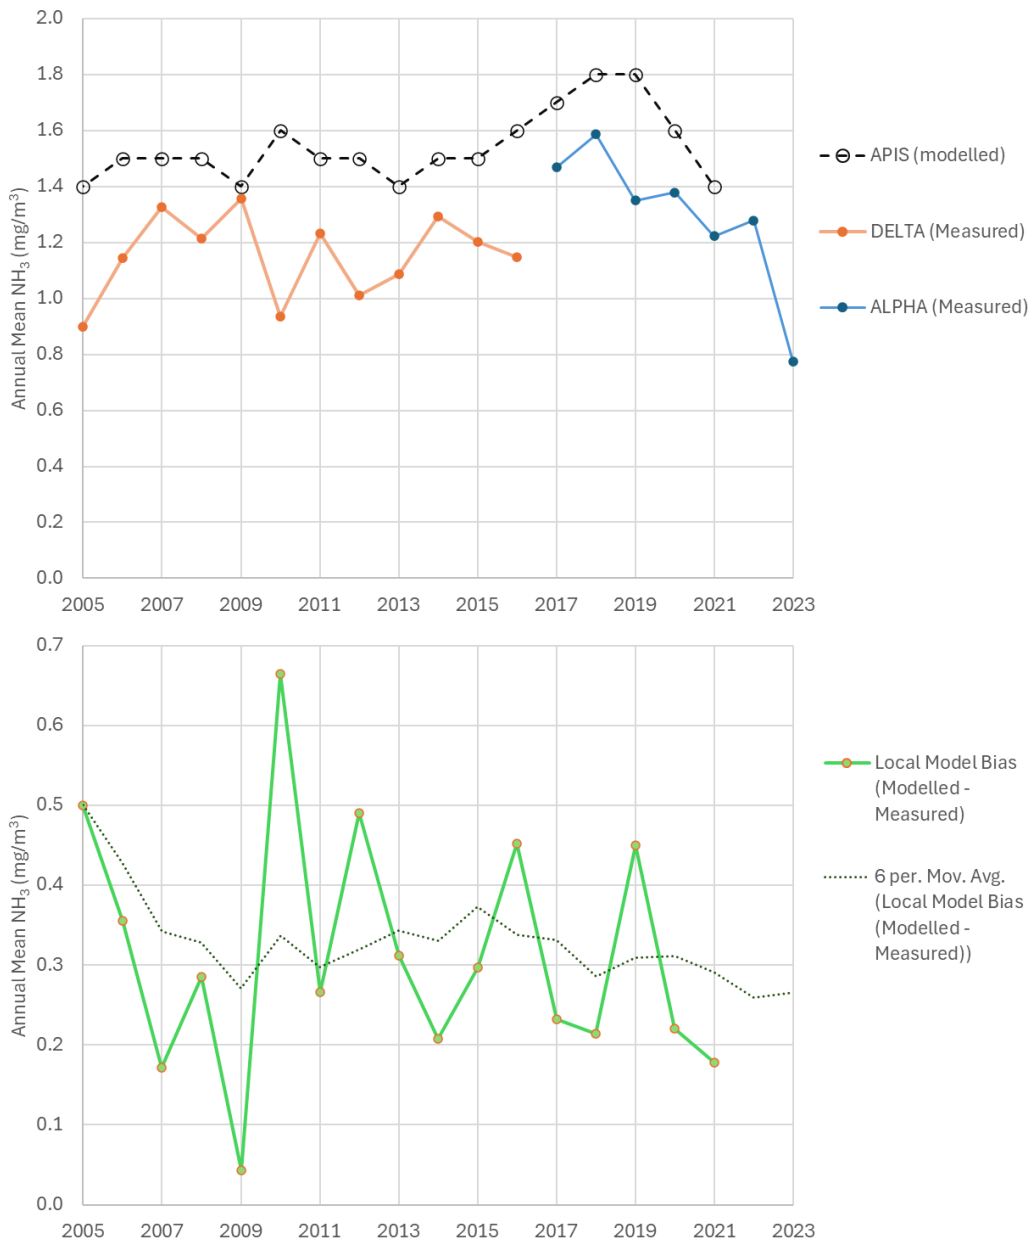 2.0
1.8
1.6
1.4
1.2
1.0
0.8
0.6
0.4
0.2
0.0
Annual Mean NH3 (mg/m3)
2005 2007 2009 2011 2013 2015 2017 2019 2021 2023
APIS (modelled)
DELTA (Measured)
ALPHA (Measured)
0.7
0.6
0.5
0.4
0.3
0.2
0.1
0.0
Annual Mean NH3 (mg/m3)
2005 2007 2009 2011 2013 2015 2017 2019 2021 2023
Local Model Bias
(Modelled -
Measured)
6 per. Mov. Avg.
(Local Model Bias
(Modelled -
Measured))